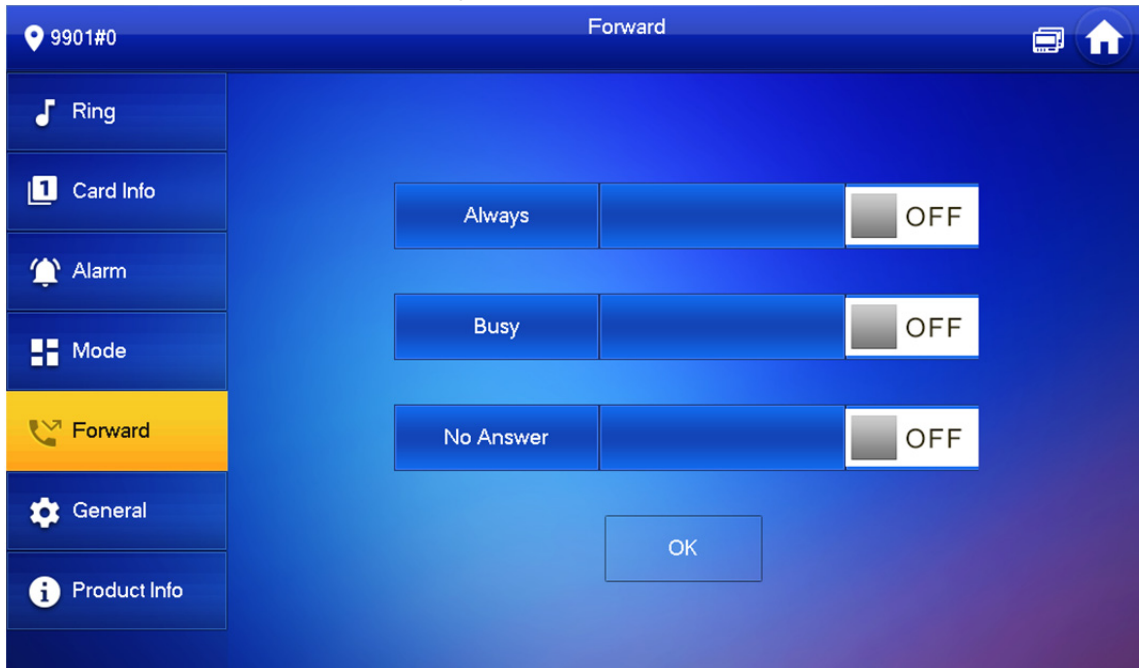 9901#0
Forward
Ring
1 Card Info
Alarm
Mode
Forward
General
i Product Info
Always OFF
Busy OFF
No Answer OFF
OK